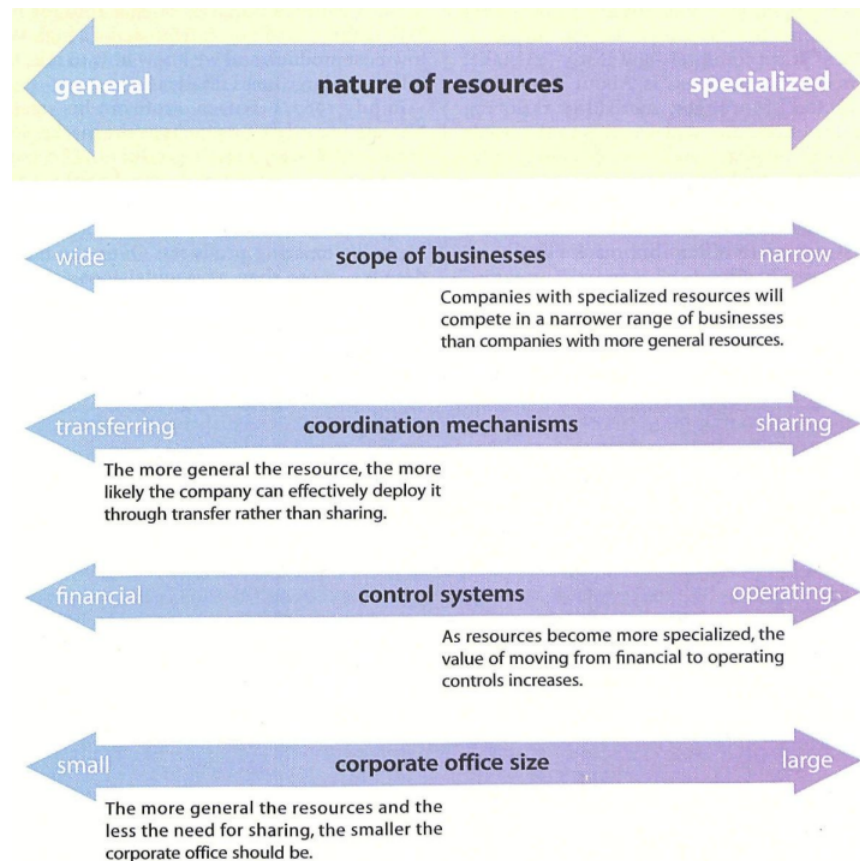 general nature of resources specialized
wide scope of businesses narrow
Companies with specialized resources will
compete in a narrower range of businesses
than companies with more general resources.
transferring coordination mechanisms sharing
The more general the resource, the more
likely the company can effectively deploy it
through transfer rather than sharing.
financial control systems operating
As resources become more specialized, the
value of moving from financial to operating
controls increases.
small corporate office size large
The more general the resources and the
less the need for sharing, the smaller the
corporate office should be.